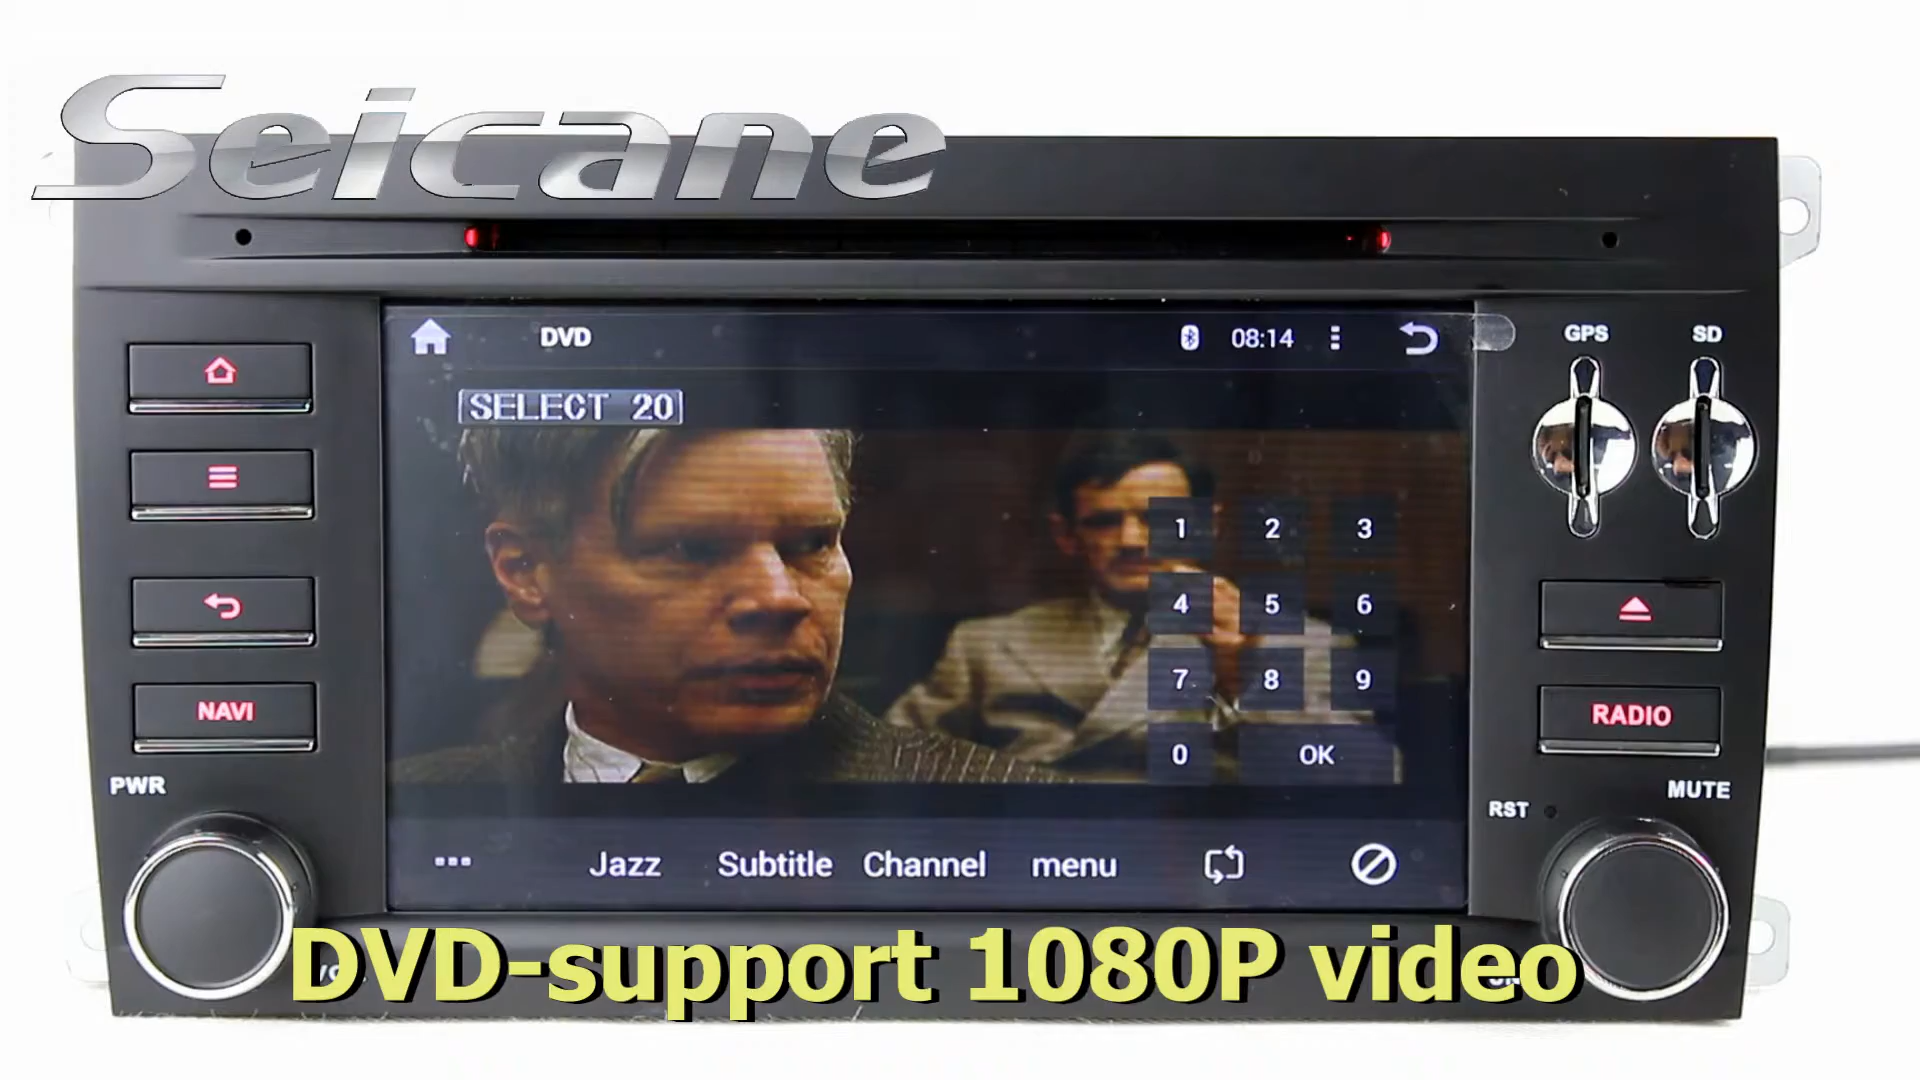 Seicane
DVD
08:14
GPS
SD
SELECT 20
1 2 3
4 5 6
7 8 9
0 OK
NAVI
RADIO
PWR
MUTE
RST
... Jazz Subtitle Channel menu
DVD-support 1080P video